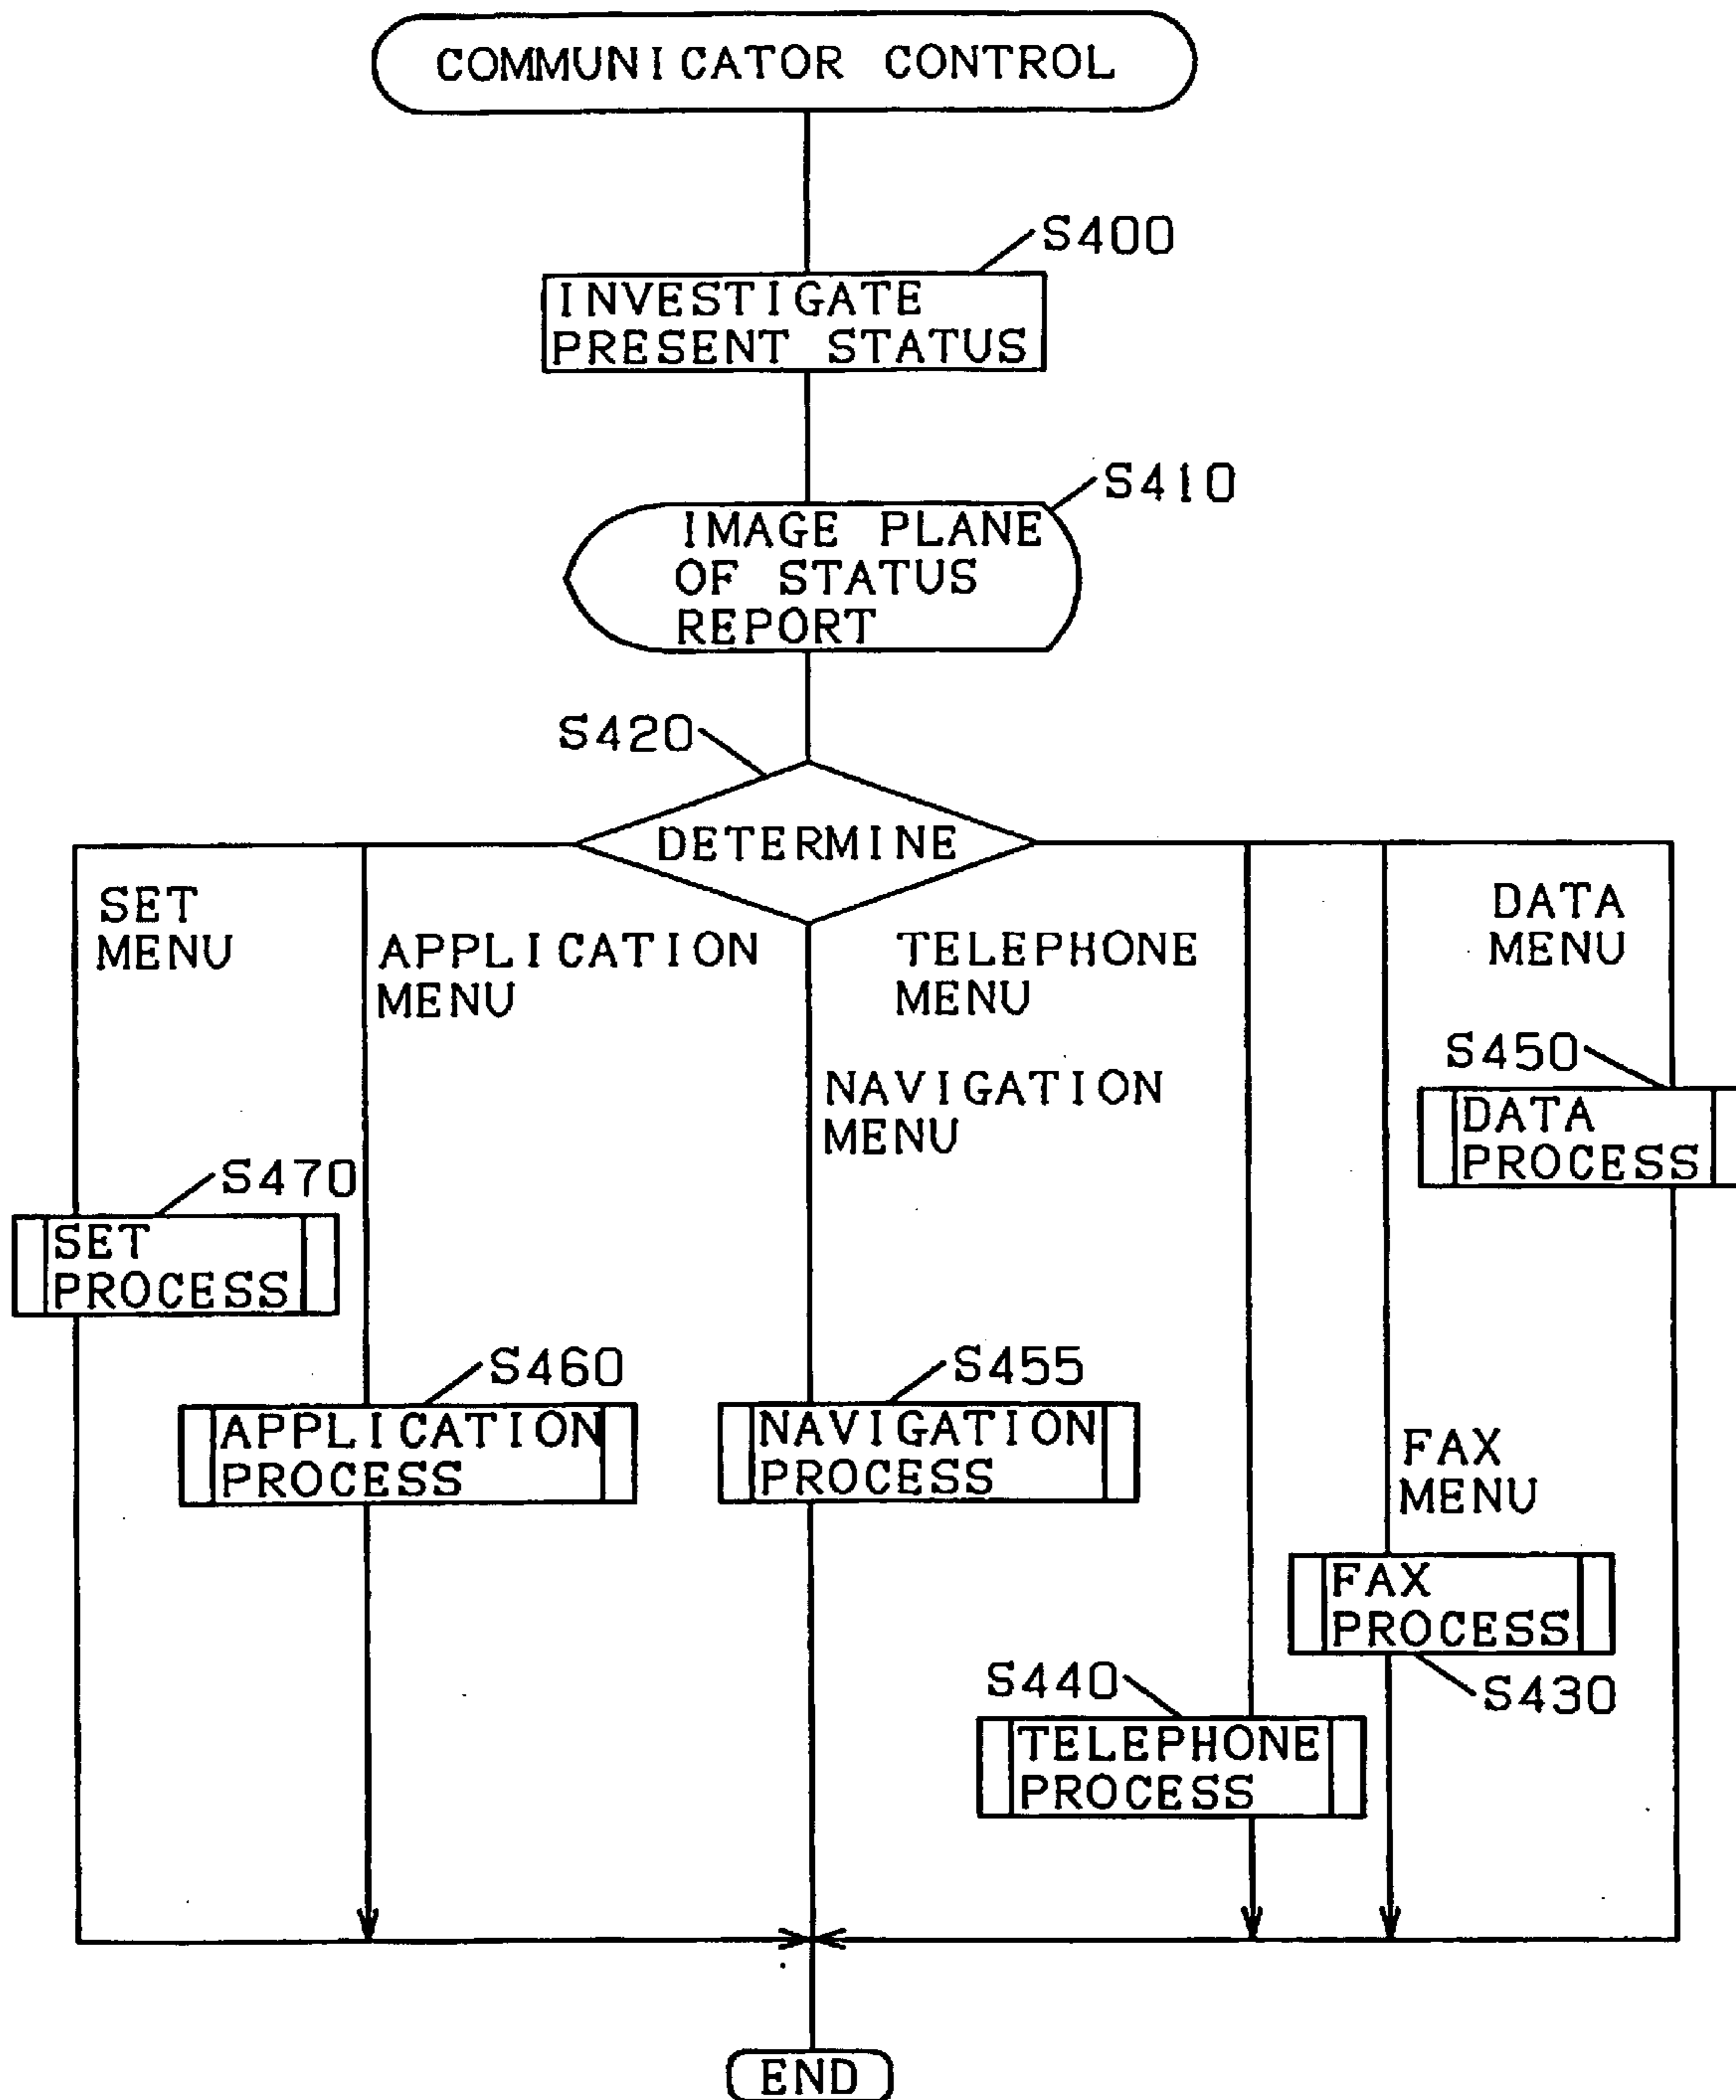 COMMUNICATOR CONTROL
S400
INVESTIGATE
PRESENT STATUS
S410
IMAGE PLANE
OF STATUS
REPORT
S420
DETERMINE
SET
MENU
APPLICATION
MENU
TELEPHONE
MENU
DATA
MENU
NAVIGATION
MENU
S450
DATA
PROCESS
S470
SET
PROCESS
S460
APPLICATION
PROCESS
S455
NAVIGATION
PROCESS
FAX
MENU
FAX
PROCESS
S430
S440
TELEPHONE
PROCESS
END